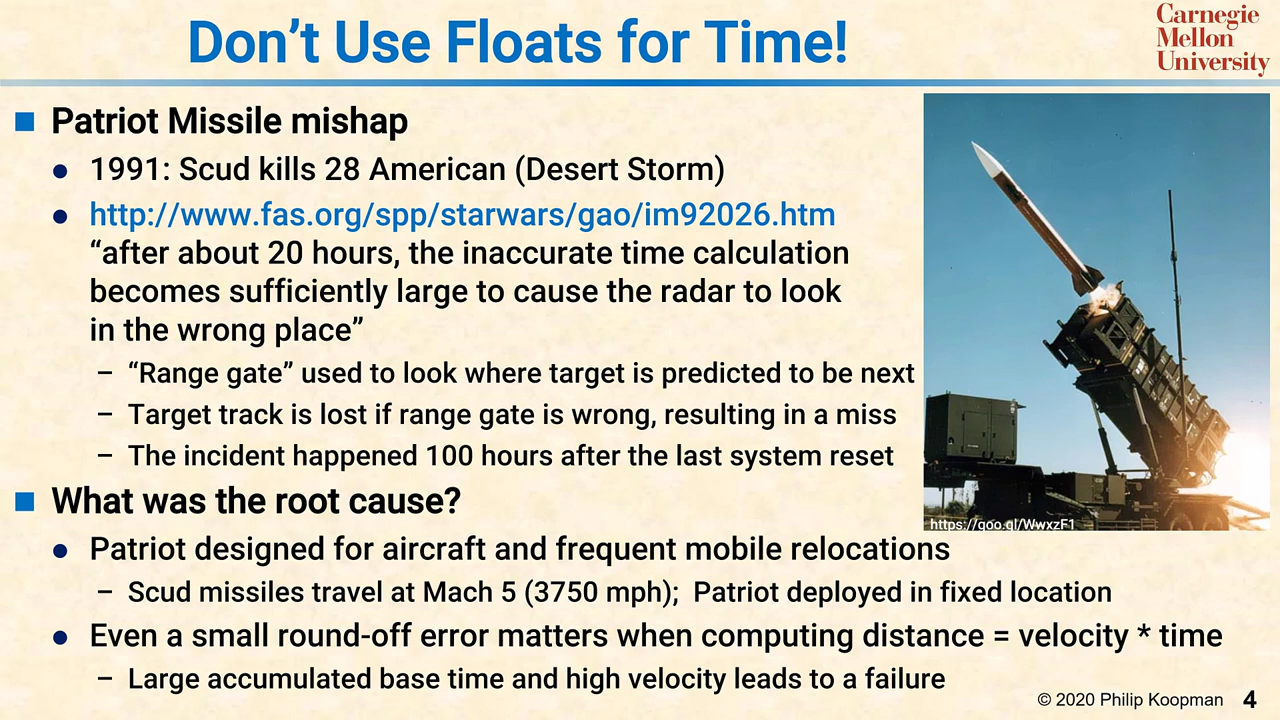 Don’t Use Floats for Time!
Carnegie
Mellon
University
■ Patriot Missile mishap
● 1991: Scud kills 28 American (Desert Storm)
● http://www.fas.org/spp/starwars/gao/im92026.htm
“after about 20 hours, the inaccurate time calculation
becomes sufficiently large to cause the radar to look
in the wrong place”
– “Range gate” used to look where target is predicted to be next
– Target track is lost if range gate is wrong, resulting in a miss
– The incident happened 100 hours after the last system reset
https://goo.gl/WwxzF1
■ What was the root cause?
● Patriot designed for aircraft and frequent mobile relocations
– Scud missiles travel at Mach 5 (3750 mph);  Patriot deployed in fixed location
● Even a small round-off error matters when computing distance = velocity * time
– Large accumulated base time and high velocity leads to a failure
© 2020 Philip Koopman 4